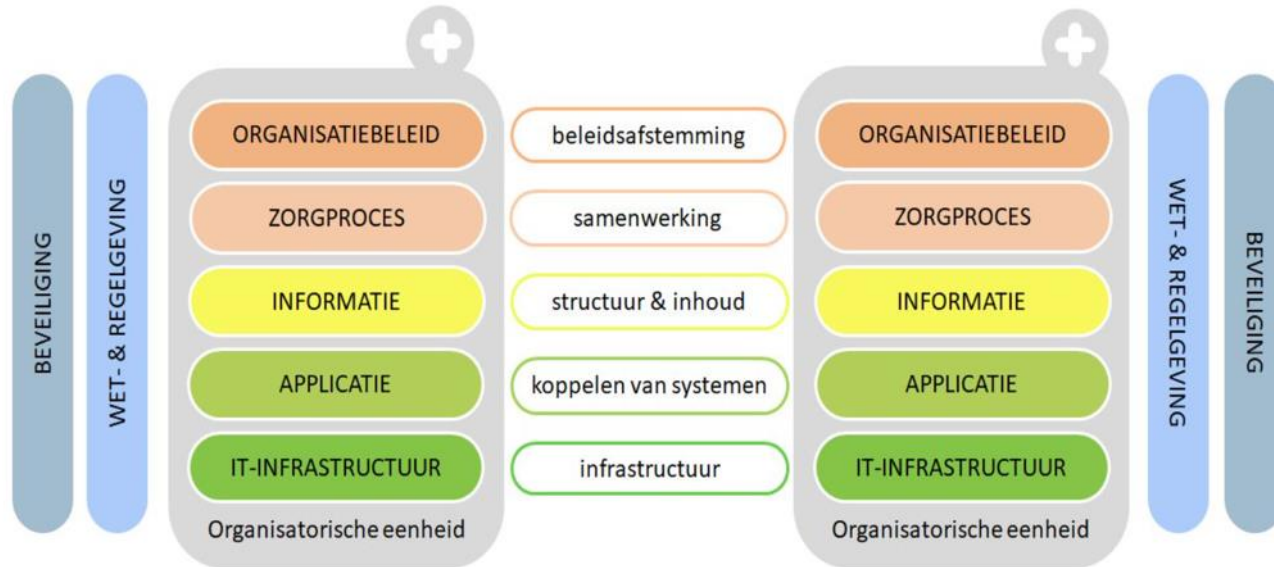 BEVEILIGING
WET- & REGELGEVING
ORGANISATIEBELEID
ZORGPROCES
INFORMATIE
APPLICATIE
IT-INFRASTRUCTUUR
Organisatorische eenheid
beleidsafstemming
samenwerking
structuur & inhoud
koppelen van systemen
infrastructuur
ORGANISATIEBELEID
ZORGPROCES
INFORMATIE
APPLICATIE
IT-INFRASTRUCTUUR
Organisatorische eenheid
WET- & REGELGEVING
BEVEILIGING